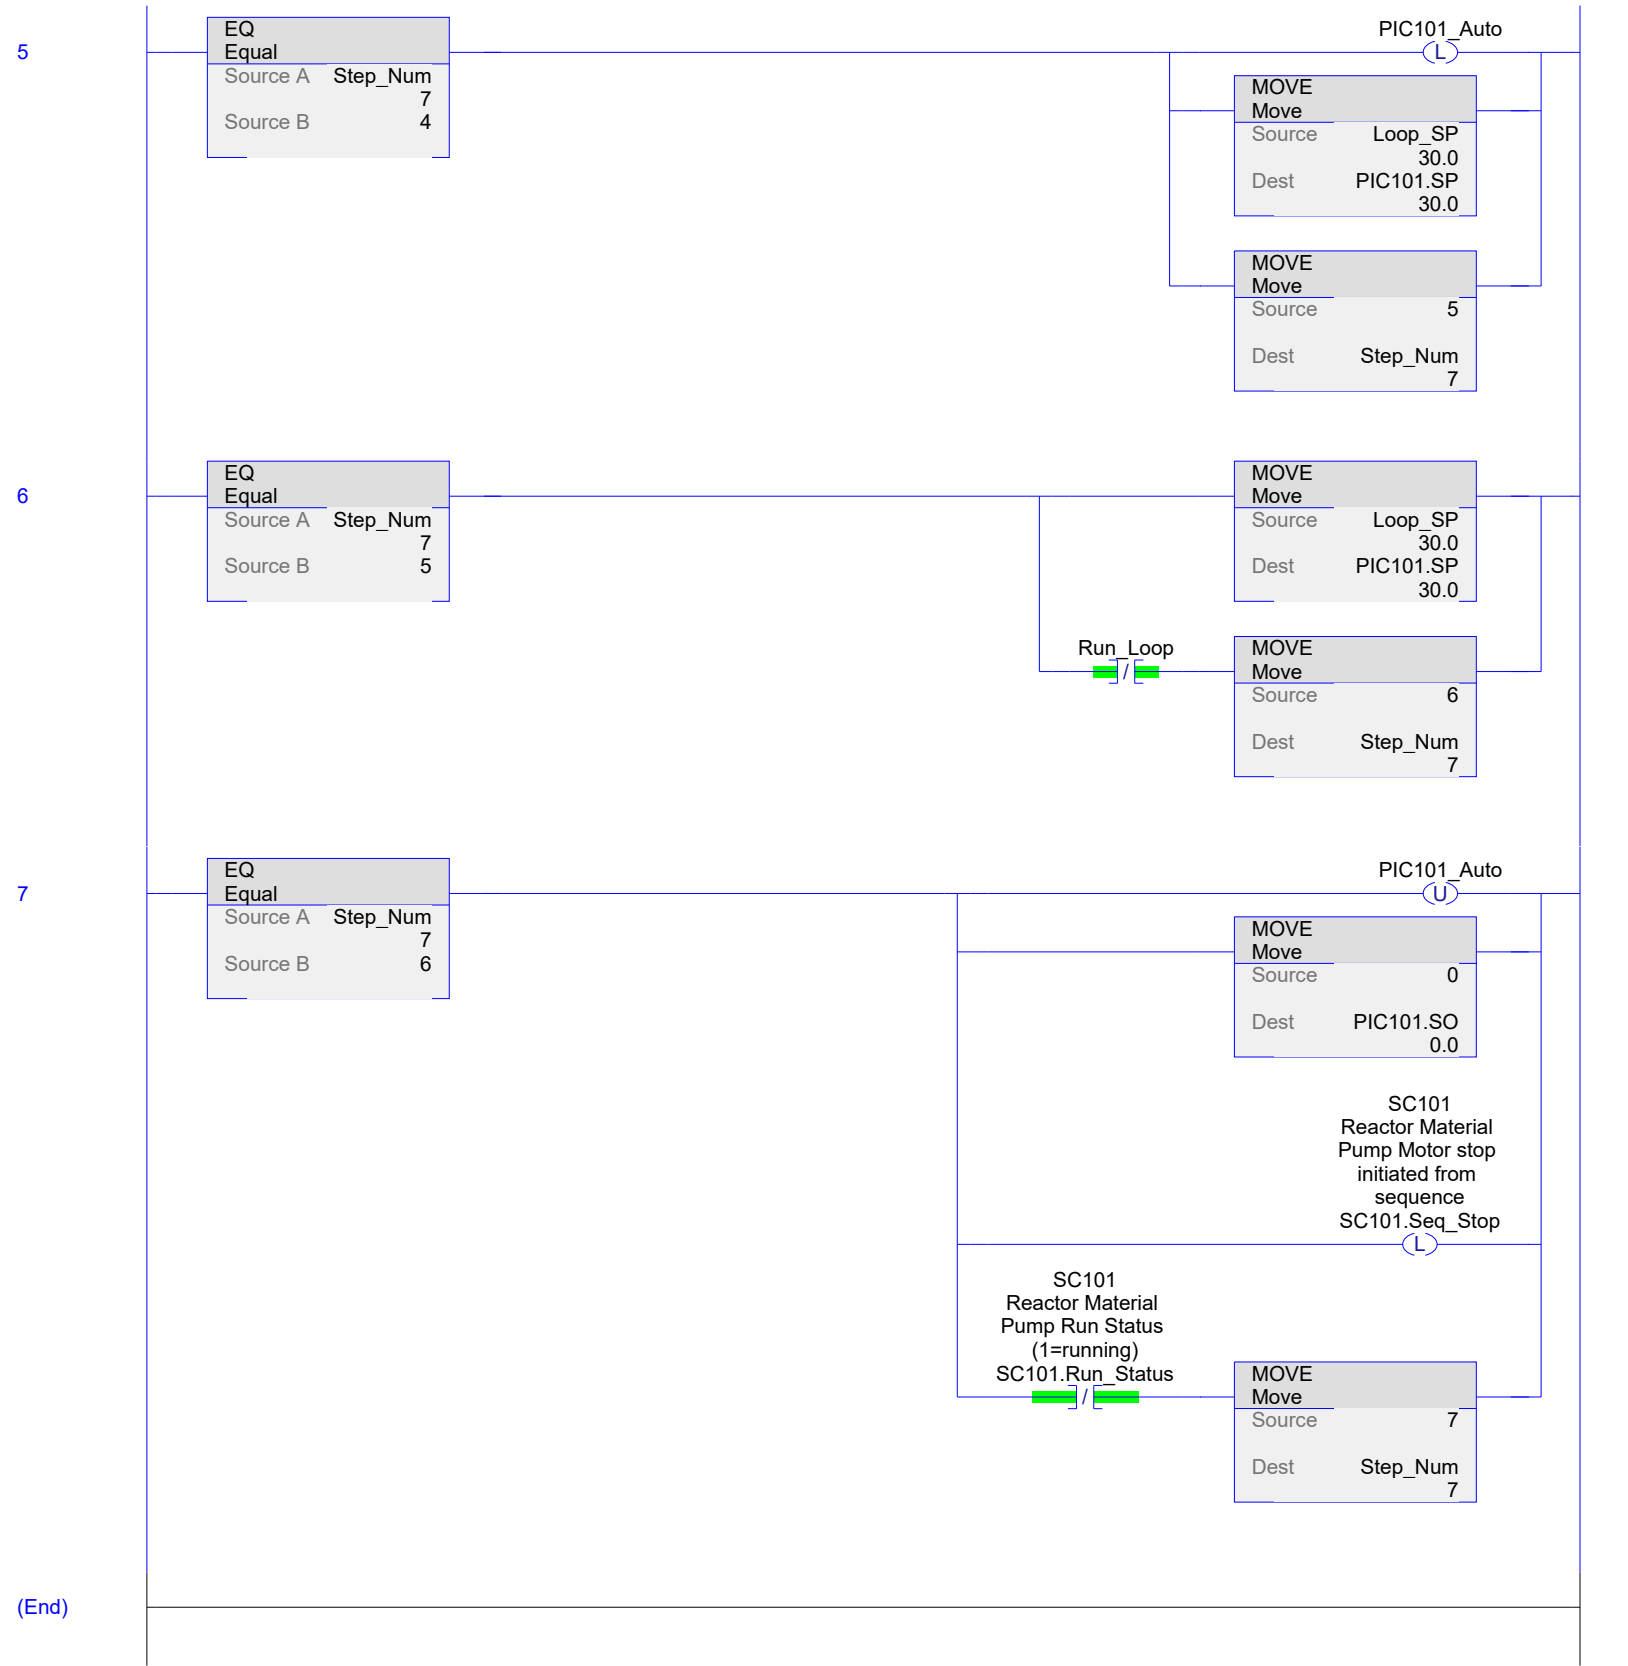 5
EQ
Equal
Source A Step_Num
7
Source B 4
PIC101_Auto
L
MOVE
Move
Source Loop_SP
30.0
Dest PIC101.SP
30.0
MOVE
Move
Source 5
Dest Step_Num
7
6
EQ
Equal
Source A Step_Num
7
Source B 5
MOVE
Move
Source Loop_SP
30.0
Dest PIC101.SP
30.0
Run_Loop
/
MOVE
Move
Source 6
Dest Step_Num
7
7
EQ
Equal
Source A Step_Num
7
Source B 6
PIC101_Auto
U
MOVE
Move
Source 0
Dest PIC101.SO
0.0
SC101
Reactor Material
Pump Motor stop
initiated from
sequence
SC101.Seq_Stop
L
SC101
Reactor Material
Pump Run Status
(1=running)
SC101.Run_Status
/
MOVE
Move
Source 7
Dest Step_Num
7
(End)